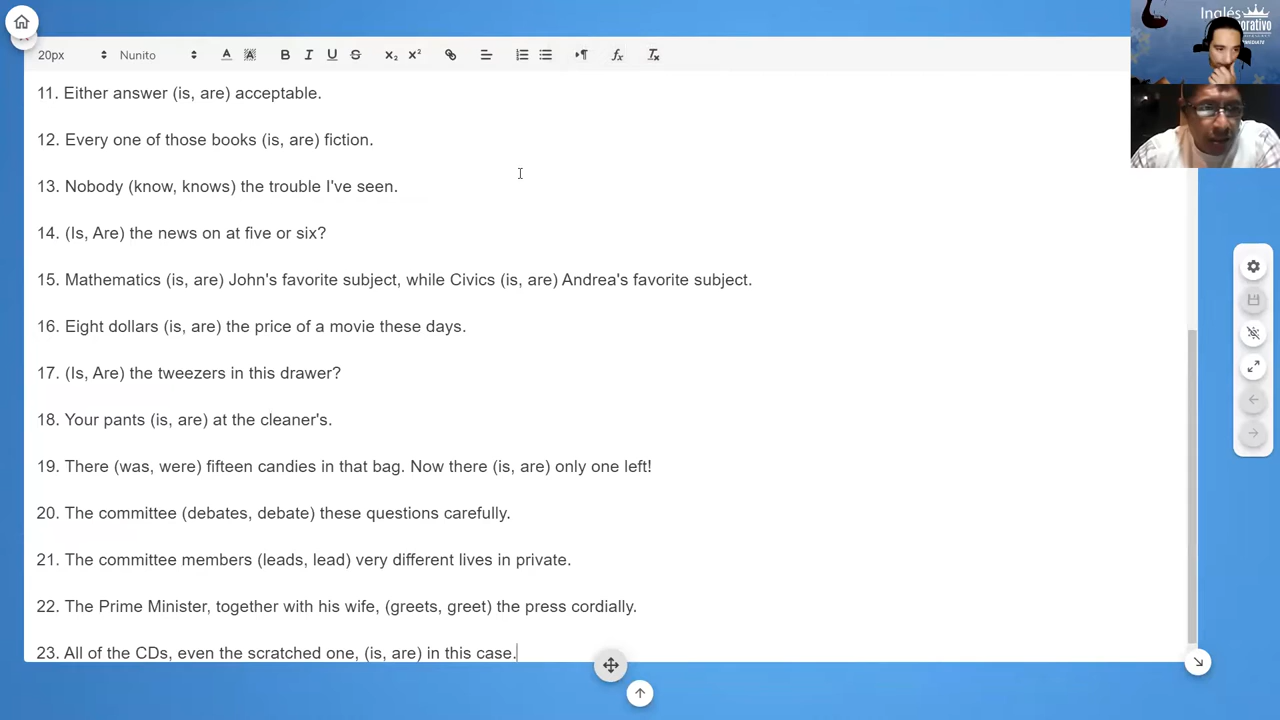 Inglés
20px Nunito
11. Either answer (is, are) acceptable.
12. Every one of those books (is, are) fiction.
13. Nobody (know, knows) the trouble I've seen.
14. (Is, Are) the news on at five or six?
15. Mathematics (is, are) John's favorite subject, while Civics (is, are) Andrea's favorite subject.
16. Eight dollars (is, are) the price of a movie these days.
17. (Is, Are) the tweezers in this drawer?
18. Your pants (is, are) at the cleaner's.
19. There (was, were) fifteen candies in that bag. Now there (is, are) only one left!
20. The committee (debates, debate) these questions carefully.
21. The committee members (leads, lead) very different lives in private.
22. The Prime Minister, together with his wife, (greets, greet) the press cordially.
23. All of the CDs, even the scratched one, (is, are) in this case.